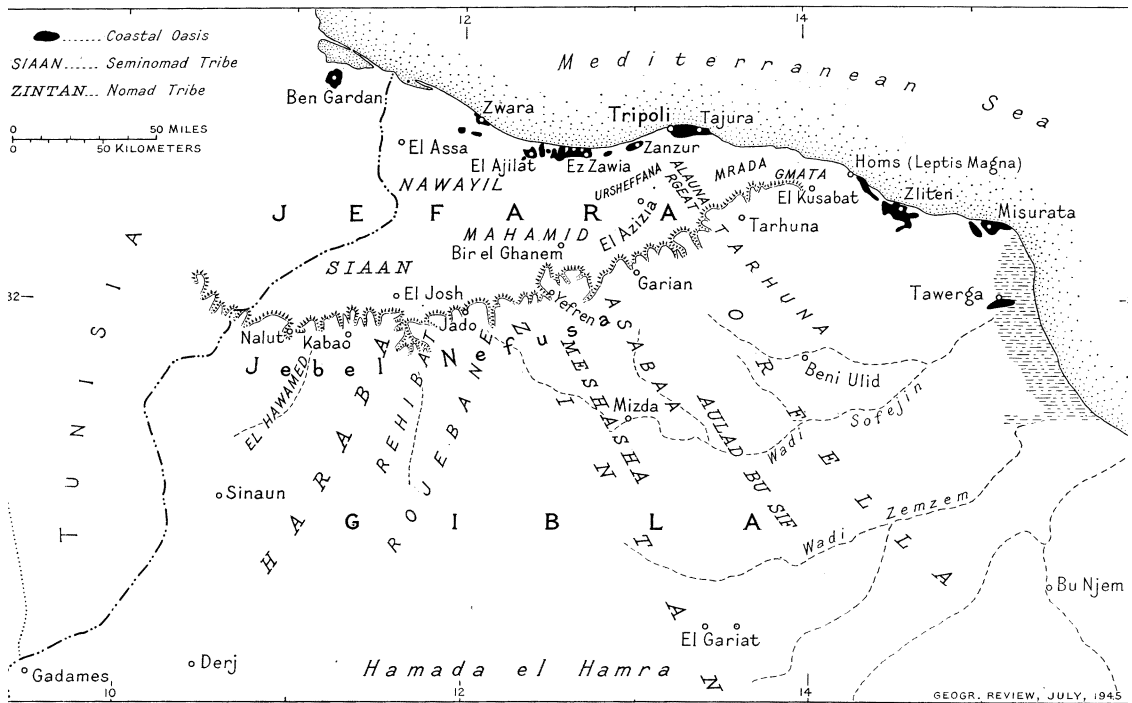 12
14
Coastal Oasis
SIAAN Seminomad Tribe
ZINTAN Nomad Tribe
0 50 MILES
0 50 KILOMETERS
Mediterranean Sea
Ben Gardan
Zwara
Tripoli
Tajura
El Assa
El Ajilat
Ez Zawia
Zanzur
Homs (Leptis Magna)
NAWAYIL
URSHEFFANA
ALAUNA
RGEAT
MRADA
GMATA
El Kusabat
Zliten
Misurata
JEFARA
El Azizia
Tarhuna
MAHAMID
Bir el Ghanem
SIAAN
Garian
TARHUNA
TUNISIA
32
El Josh
Yefren
Tawerga
Nalut
Kabao
Jado
Jebel Nefusa
ASABAA
Beni Ulid
EL HAWAMED
HARABA
REHIBAT
ROJEBANE
ZINTAN
MESHASHA
Mizda
AULAD BU SIF
ORFELLA
Wadi Sofejin
Sinaun
GIBLA
Wadi Zemzem
Bu Njem
El Gariat
Derj
Hamada el Hamra
Gadames
10
12
14
GEOGR. REVIEW, JULY, 1945